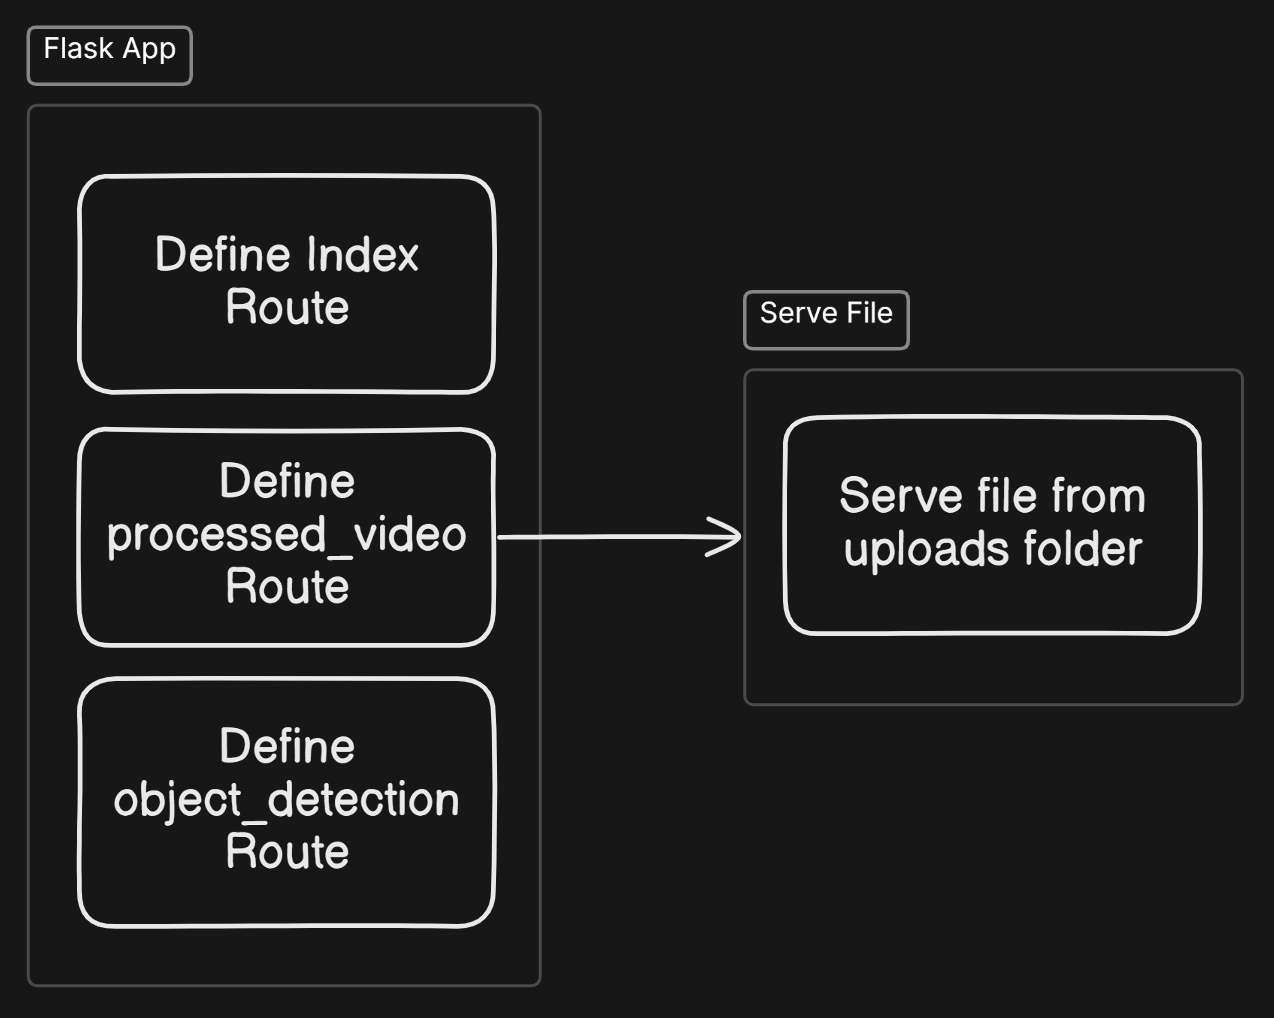 Flask App
Define Index
Route
Define
processed_video
Route
Define
object_detection
Route
Serve File
Serve file from
uploads folder